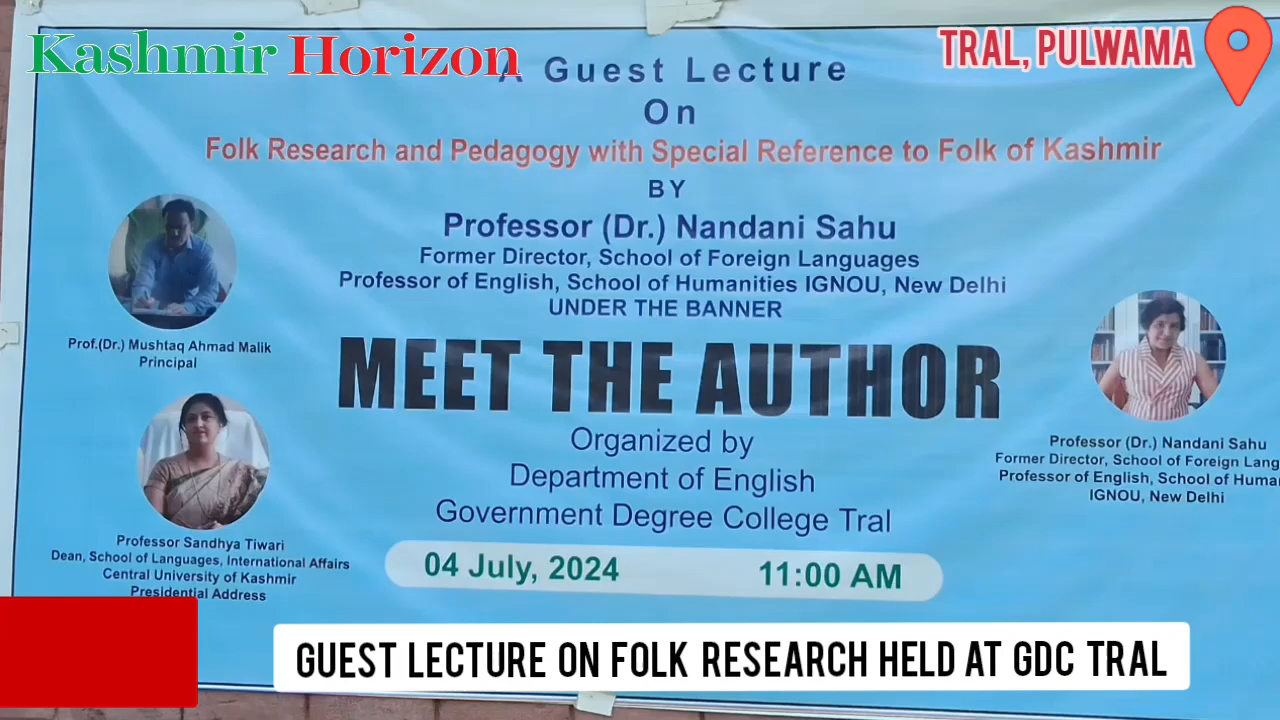 Kashmir Horizon
TRAL, PULWAMA
A Guest Lecture
On
Folk Research and Pedagogy with Special Reference to Folk of Kashmir
BY
Professor (Dr.) Nandani Sahu
Former Director, School of Foreign Languages
Professor of English, School of Humanities IGNOU, New Delhi
UNDER THE BANNER
MEET THE AUTHOR
Organized by
Department of English
Government Degree College Tral
04 July, 2024 11:00 AM
Prof.(Dr.) Mushtaq Ahmad Malik
Principal
Professor Sandhya Tiwari
Dean, School of Languages, International Affairs
Central University of Kashmir
Presidential Address
Professor (Dr.) Nandani Sahu
Former Director, School of Foreign Lang
Professor of English, School of Human
IGNOU, New Delhi
GUEST LECTURE ON FOLK RESEARCH HELD AT GDC TRAL